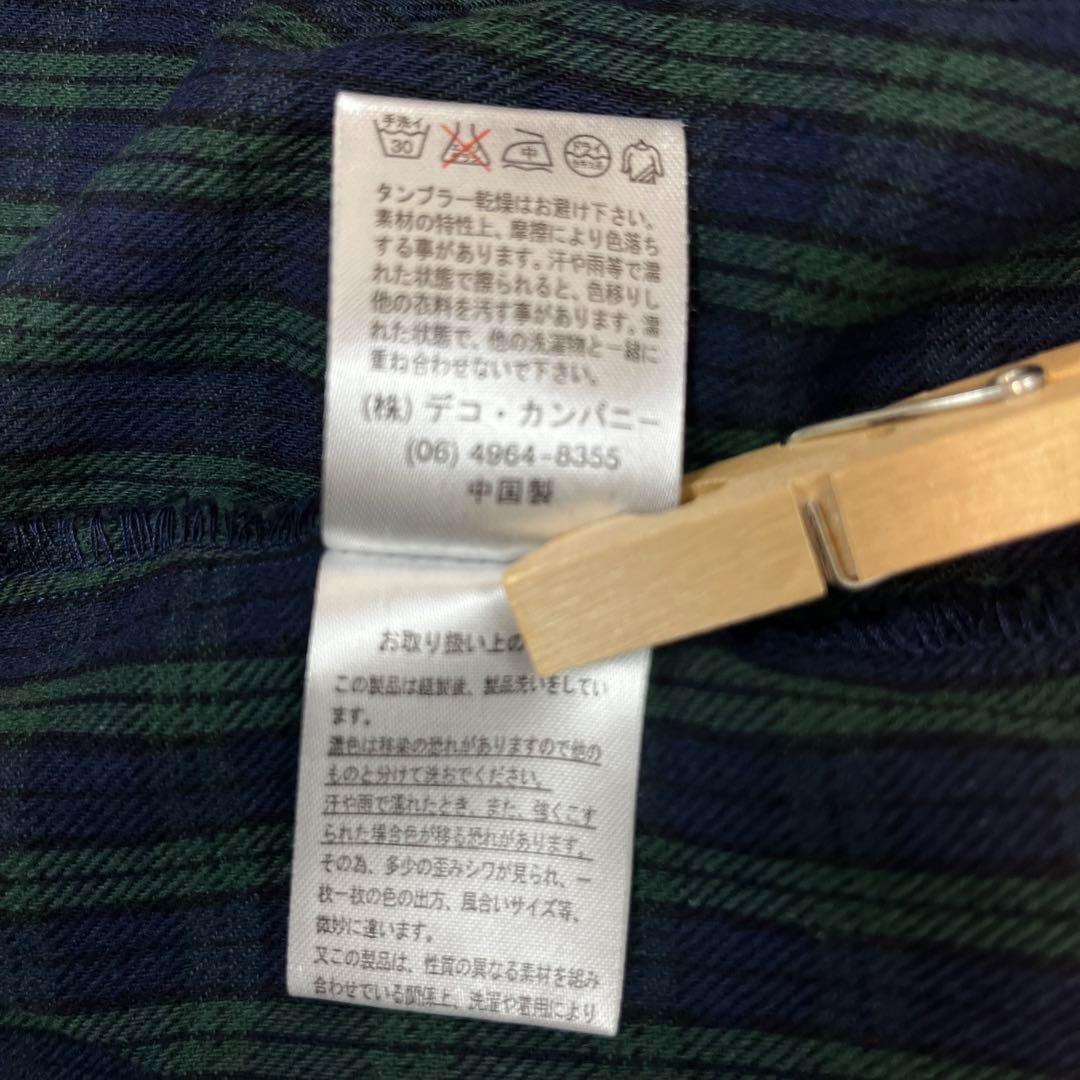 手洗イ
30
エンソ
サラシ
中
ドライ
セキユ系
タンブラー乾燥はお避け下さい。
素材の特性上、摩擦により色落ち
する事があります。汗や雨等で濡
れた状態で擦られると、色移りし
他の衣料を汚す事があります。濡
れた状態で、他の洗濯物と一緒に
重ね合わせないで下さい。
(株) デコ・カンパニー
(06) 4964-8355
中国製
お取り扱い上の
この製品は縫製後、製品洗いをしてい
ます。
濃色は移染の恐れがありますので他の
ものと分けて洗おでください。
汗や雨で濡れたとき、また、強くこす
られた場合色が移る恐れがあります。
その為、多少の歪みシワが見られ、一
枚一枚の色の出方、風合いサイズ等、
微妙に違います。
又この製品は、性質の異なる素材を組み
合わせている関係上、洗濯や着用により